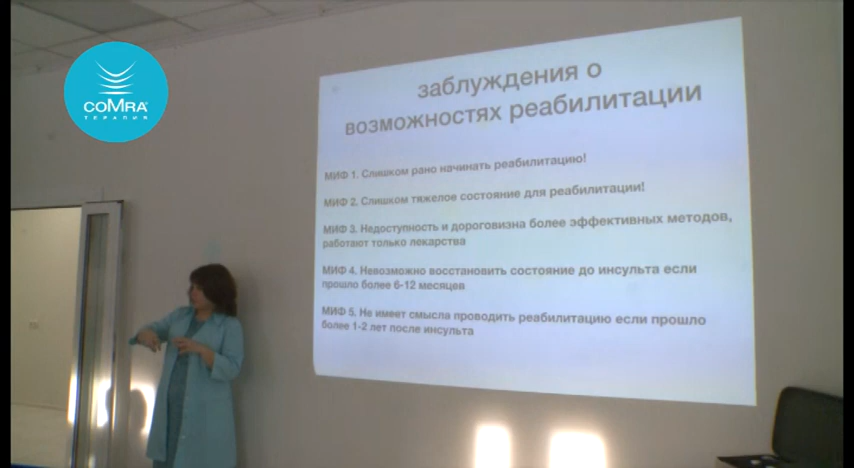 coMra
ТЕРАПИЯ
заблуждения о
возможностях реабилитации
МИФ 1. Слишком рано начинать реабилитацию!
МИФ 2. Слишком тяжелое состояние для реабилитации!
МИФ 3. Недоступность и дороговизна более эффективных методов,
работают только лекарства
МИФ 4. Невозможно восстановить состояние до инсульта если
прошло более 6-12 месяцев
МИФ 5. Не имеет смысла проводить реабилитацию если прошло
более 1-2 лет после инсульта